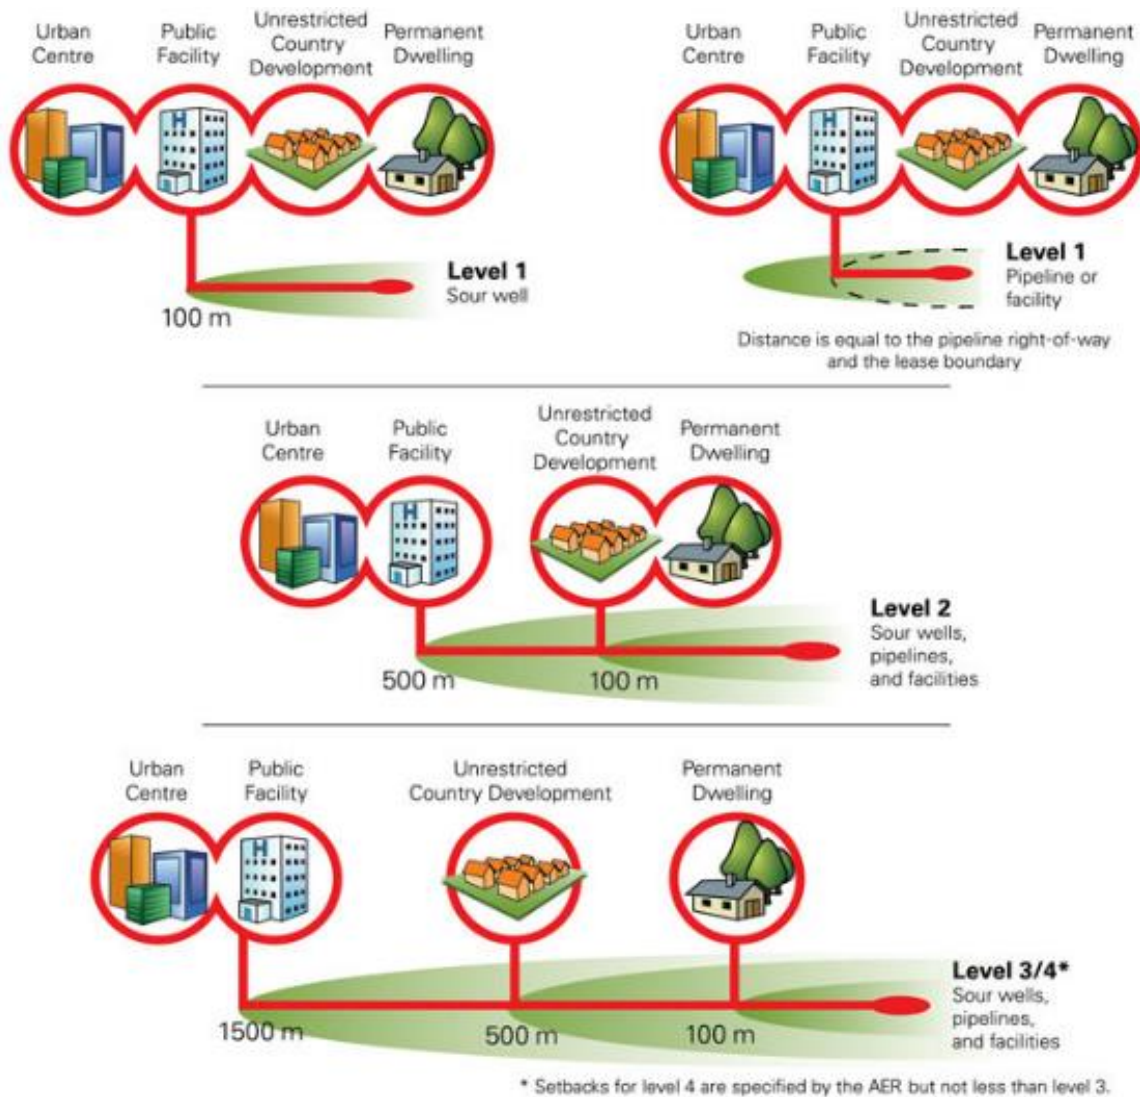 Urban
Centre
Public
Facility
Unrestricted
Country
Development
Permanent
Dwelling
H
Level 1
Sour well
100 m
Urban
Centre
Public
Facility
Unrestricted
Country
Development
Permanent
Dwelling
H
Level 1
Pipeline or
facility
Distance is equal to the pipeline right-of-way
and the lease boundary
Urban
Centre
Public
Facility
Unrestricted
Country
Development
Permanent
Dwelling
H
Level 2
Sour wells,
pipelines,
and facilities
500 m
100 m
Urban
Centre
Public
Facility
Unrestricted
Country Development
Permanent
Dwelling
H
Level 3/4*
Sour wells,
pipelines,
and facilities
1500 m
500 m
100 m
* Setbacks for level 4 are specified by the AER but not less than level 3.